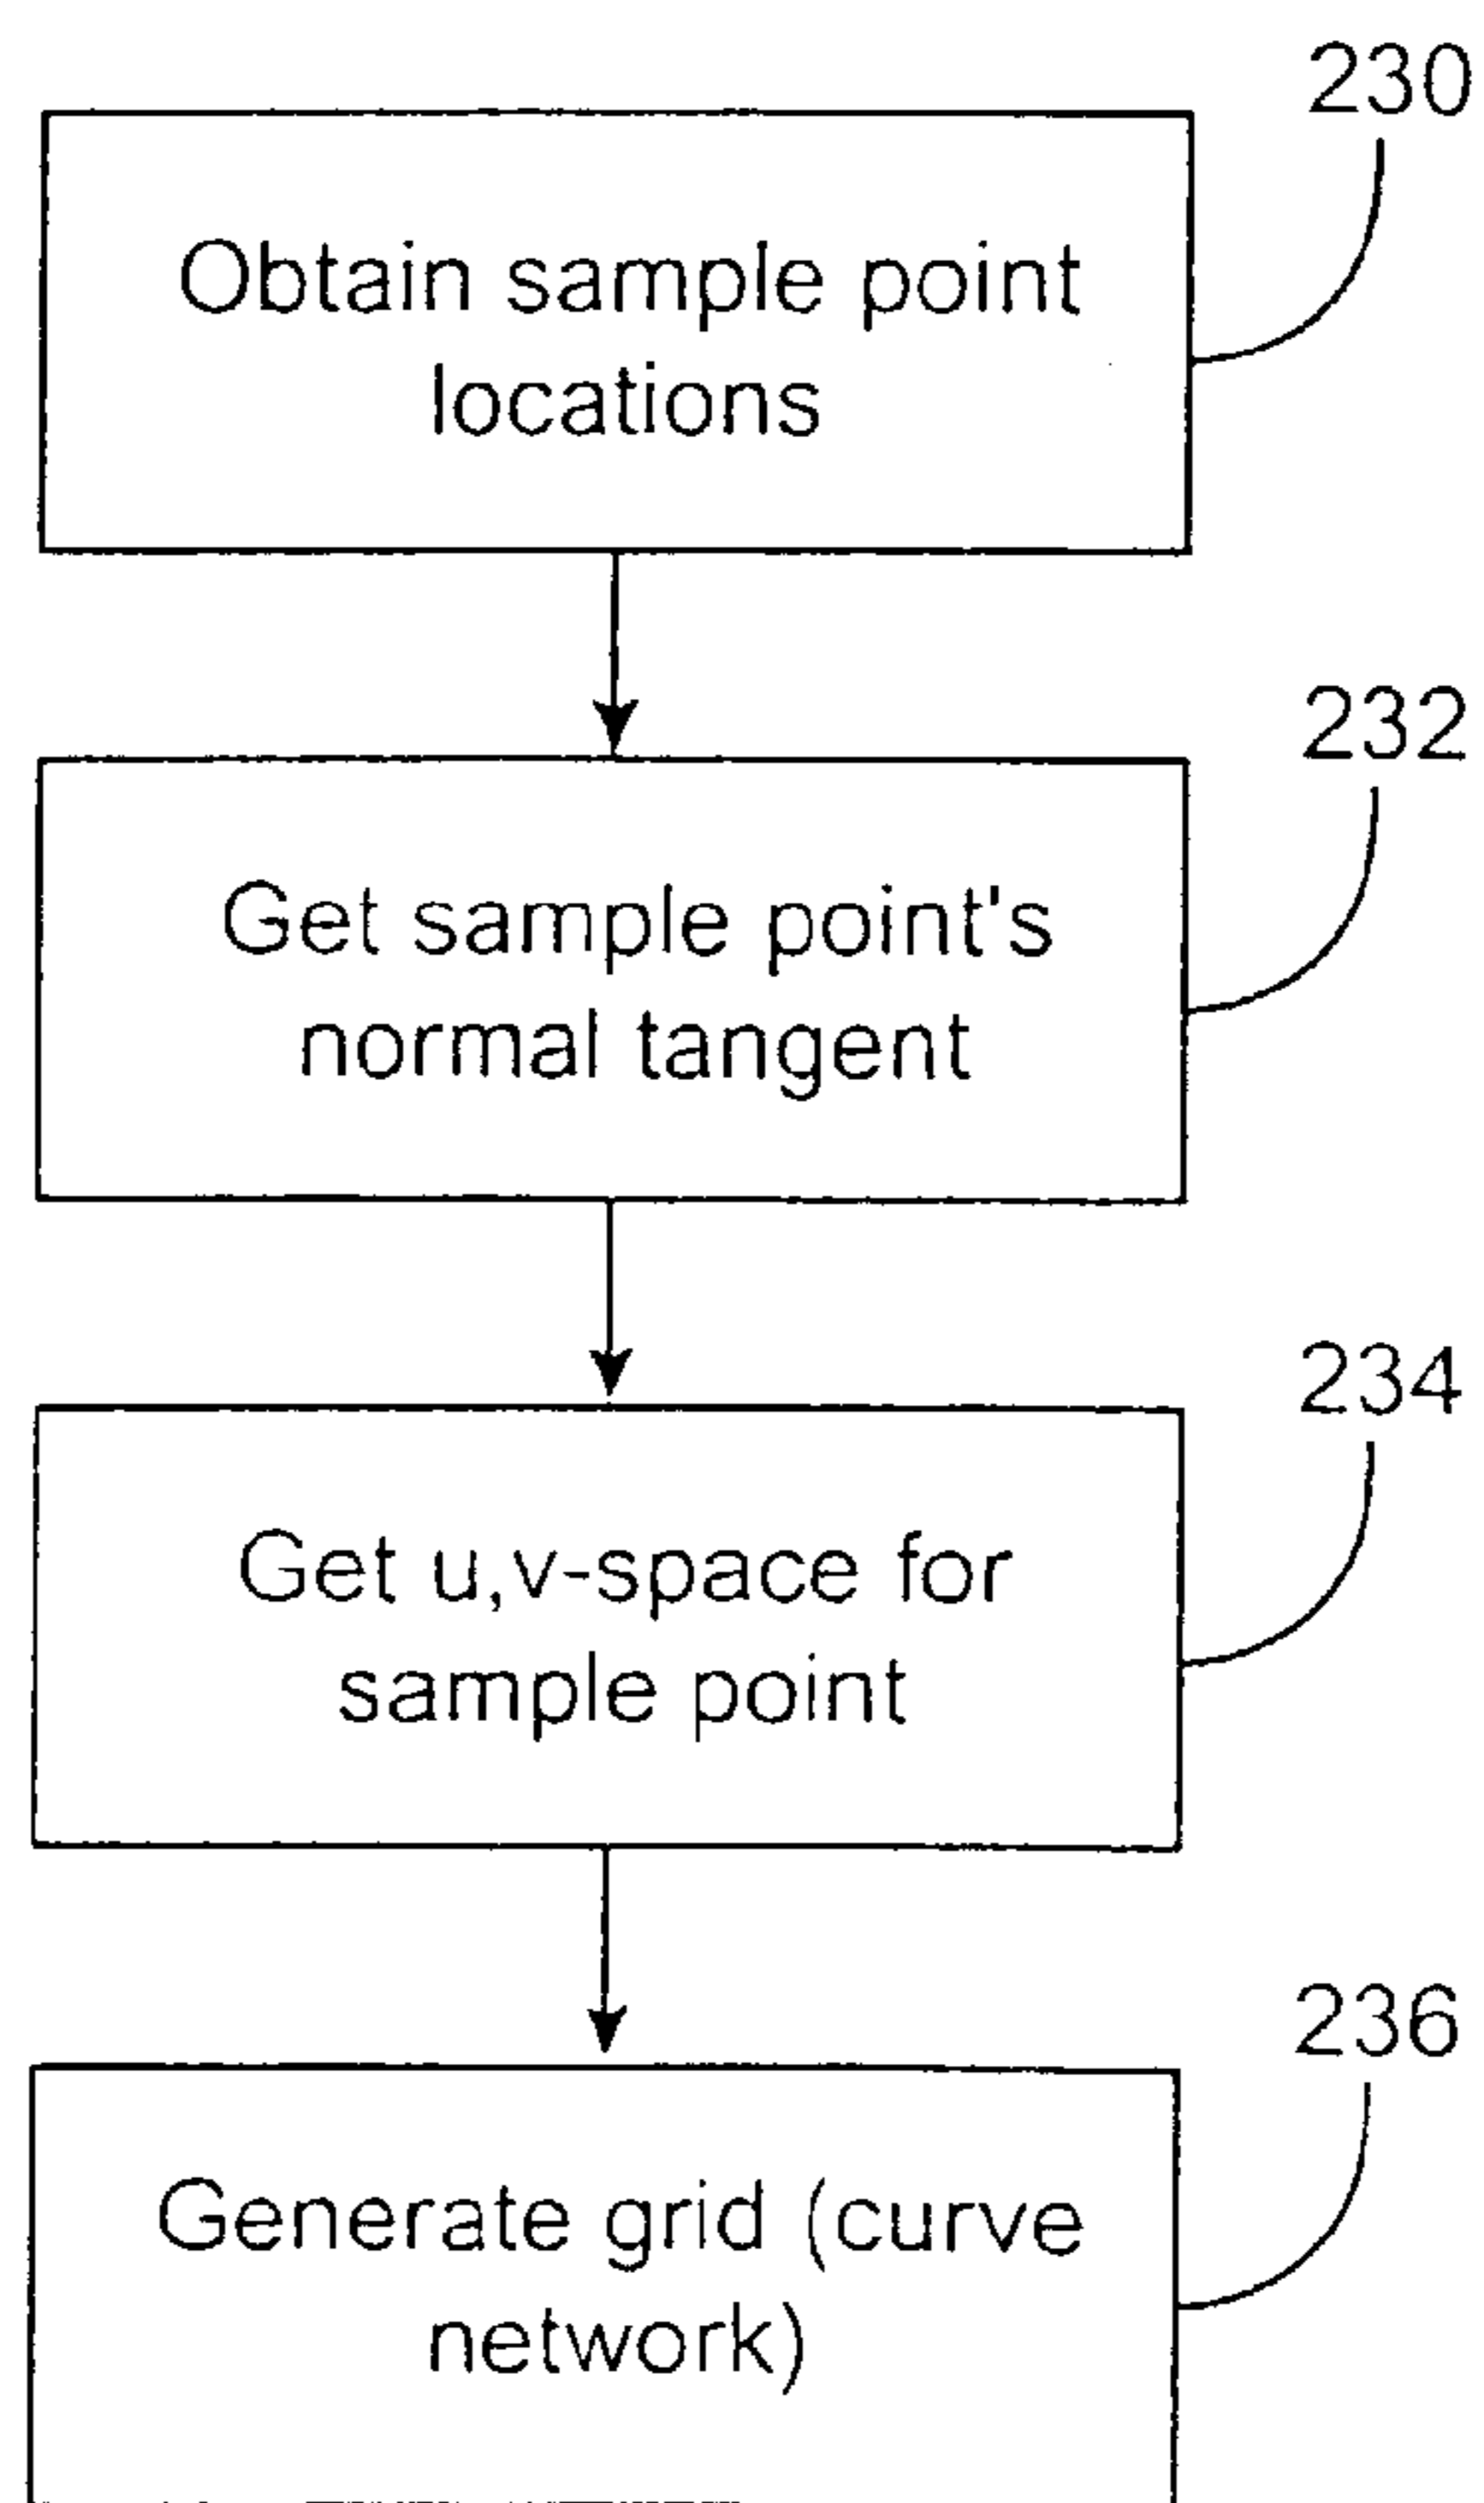 230
Obtain sample point
locations
232
Get sample point's
normal tangent
234
Get u,v-space for
sample point
236
Generate grid (curve
network)